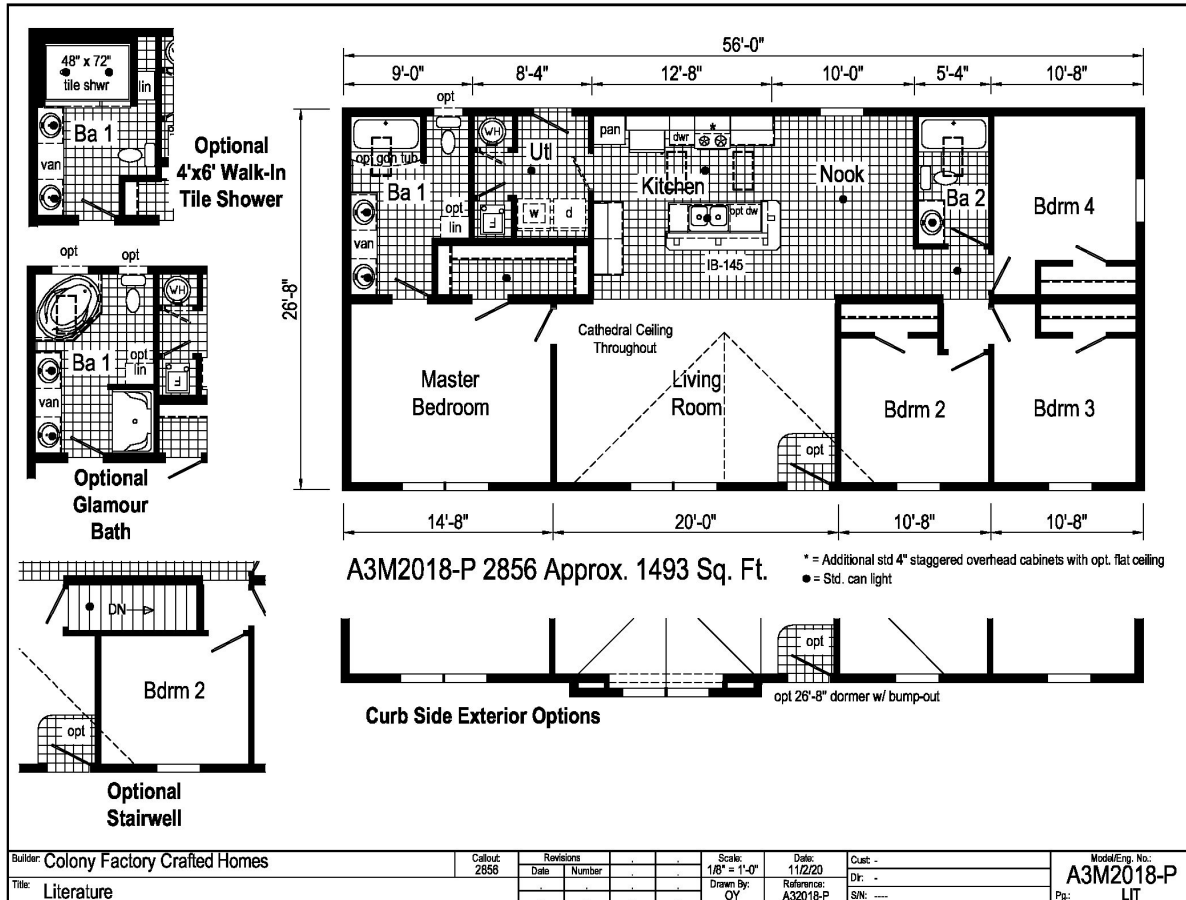 56'-0"
9'-0" 8'-4" 12'-8" 10'-0" 5'-4" 10'-8"
26'-8"
48" x 72"
tile shwr
lin
Ba 1
van
Optional
4'x6' Walk-In
Tile Shower
opt
opt
WH
Ba 1
opt
lin
van
F
Optional
Glamour
Bath
DN
Bdrm 2
opt
Optional
Stairwell
opt
opt gdn tub
Ba 1
opt
lin
van
WH
Utl
F
w
d
pan
dwr
*
Kitchen
opt dw
IB-145
Nook
Ba 2
Bdrm 4
Cathedral Ceiling
Throughout
Master
Bedroom
Living
Room
opt
Bdrm 2
Bdrm 3
14'-8" 20'-0" 10'-8" 10'-8"
A3M2018-P 2856 Approx. 1493 Sq. Ft.
* = Additional std 4" staggered overhead cabinets with opt. flat ceiling
● = Std. can light
opt
opt 26'-8" dormer w/ bump-out
Curb Side Exterior Options
Builder: Colony Factory Crafted Homes
Title: Literature
Callout:
2856
Revisions
Date Number
Scale:
1/8" = 1'-0"
Drawn By:
OY
Date:
11/2/20
Reference:
A32018-P
Cust: -
Dir: -
S/N: ----
Model/Eng. No.:
A3M2018-P
Pg.: LIT